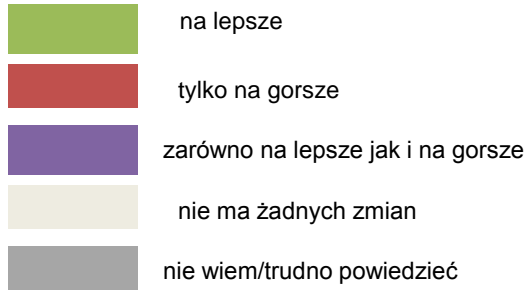 na lepsze
tylko na gorsze
zarówno na lepsze jak i na gorsze
nie ma żadnych zmian
nie wiem/trudno powiedzieć